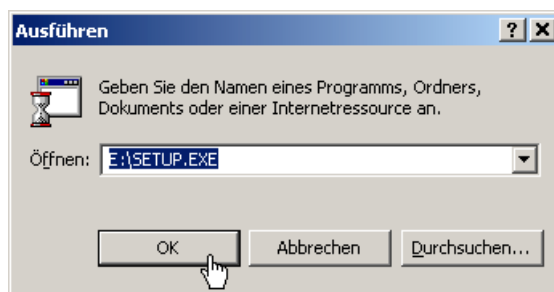 Ausführen
Geben Sie den Namen eines Programms, Ordners,
Dokuments oder einer Internetressource an.
Öffnen: E:\SETUP.EXE
OK Abbrechen Durchsuchen...